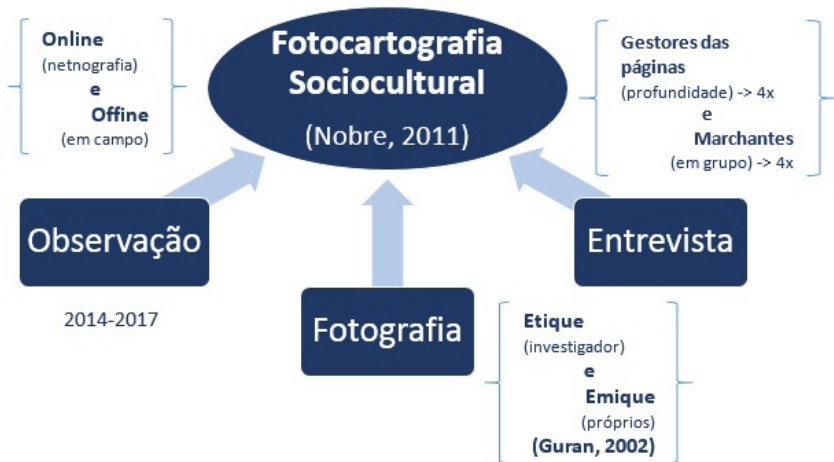 Online
(netnografia)
e
Offine
(em campo)
Fotocartografia
Sociocultural
(Nobre, 2011)
Gestores das
páginas
(profundidade) -> 4x
e
Marchantes
(em grupo) -> 4x
Observação
2014-2017
Fotografia
Entrevista
Etique
(investigador)
e
Emique
(próprios)
(Guran, 2002)